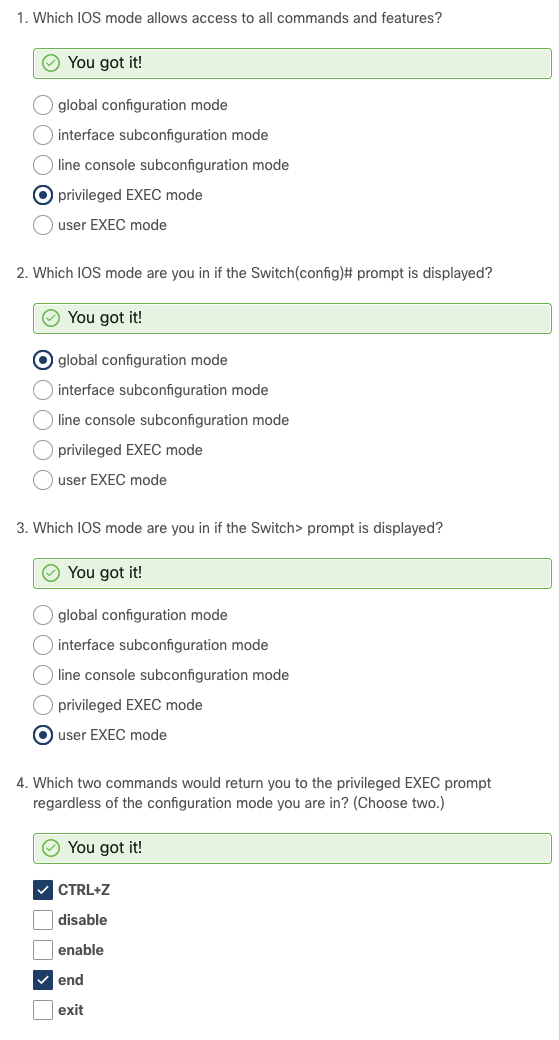 1. Which IOS mode allows access to all commands and features?
You got it!
global configuration mode
interface subconfiguration mode
line console subconfiguration mode
privileged EXEC mode
user EXEC mode
2. Which IOS mode are you in if the Switch(config)# prompt is displayed?
You got it!
global configuration mode
interface subconfiguration mode
line console subconfiguration mode
privileged EXEC mode
user EXEC mode
3. Which IOS mode are you in if the Switch> prompt is displayed?
You got it!
global configuration mode
interface subconfiguration mode
line console subconfiguration mode
privileged EXEC mode
user EXEC mode
4. Which two commands would return you to the privileged EXEC prompt
regardless of the configuration mode you are in? (Choose two.)
You got it!
CTRL+Z
disable
enable
end
exit